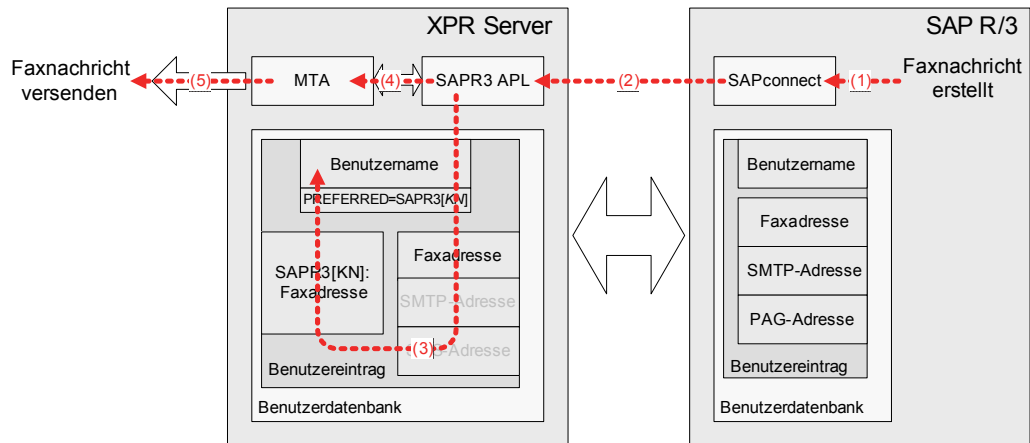 XPR Server
SAP R/3
Faxnachricht
versenden
(5)
MTA
(4)
SAPR3 APL
(2)
SAPconnect
(1)
Faxnachricht
erstellt
Benutzername
PREFERRED=SAPR3[KN]
SAPR3[KN]:
Faxadresse
Faxadresse
SMTP-Adresse
(3)
-Adresse
Benutzereintrag
Benutzerdatenbank
Benutzername
Faxadresse
SMTP-Adresse
PAG-Adresse
Benutzereintrag
Benutzerdatenbank